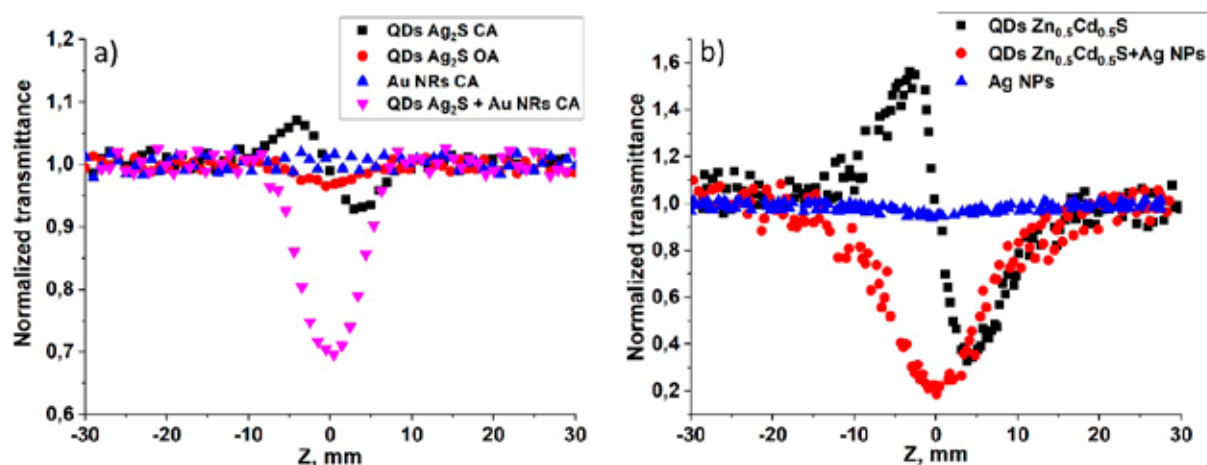 a)
QDs Ag₂S CA
QDs Ag₂S OA
Au NRs CA
QDs Ag₂S + Au NRs CA
1,2
1,1
1,0
0,9
0,8
0,7
0,6
Normalized transmittance
-30 -20 -10 0 10 20 30
Z, mm
b)
QDs Zn₀.₅Cd₀.₅S
QDs Zn₀.₅Cd₀.₅S+Ag NPs
Ag NPs
1,6
1,4
1,2
1,0
0,8
0,6
0,4
0,2
Normalized transmittance
-30 -20 -10 0 10 20 30
Z, mm